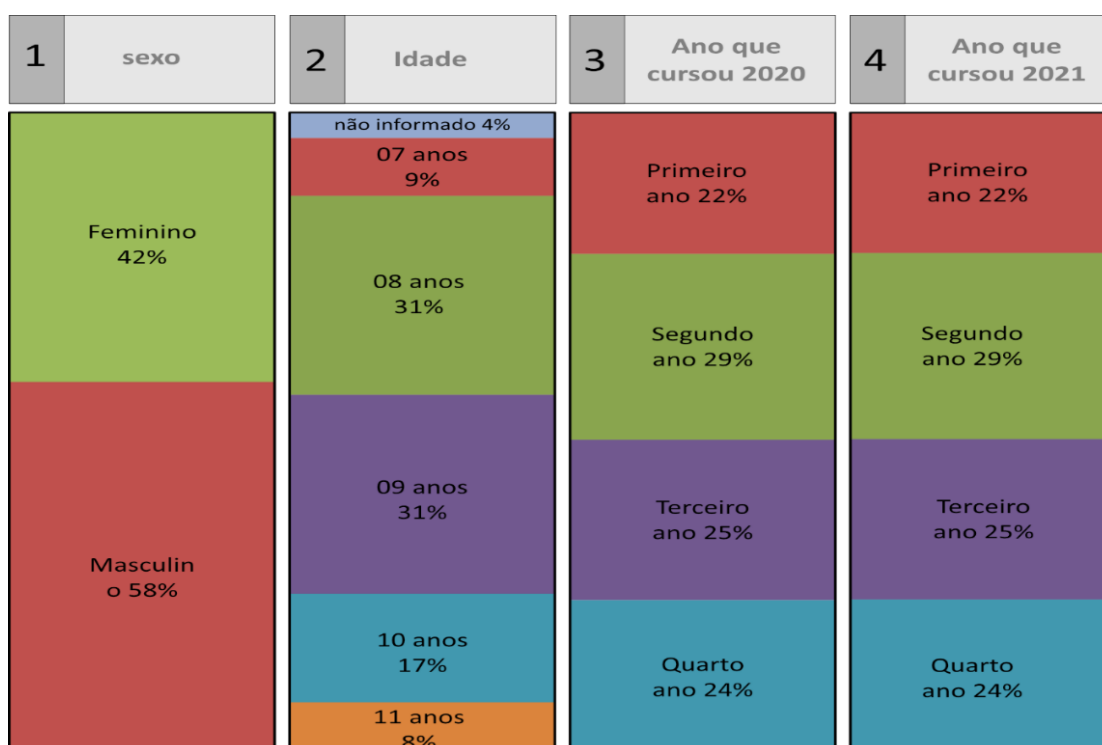 1
sexo
2
Idade
3
Ano que
cursou 2020
4
Ano que
cursou 2021
Feminino
42%
Masculin
o 58%
não informado 4%
07 anos
9%
08 anos
31%
09 anos
31%
10 anos
17%
11 anos
8%
Primeiro
ano 22%
Segundo
ano 29%
Terceiro
ano 25%
Quarto
ano 24%
Primeiro
ano 22%
Segundo
ano 29%
Terceiro
ano 25%
Quarto
ano 24%